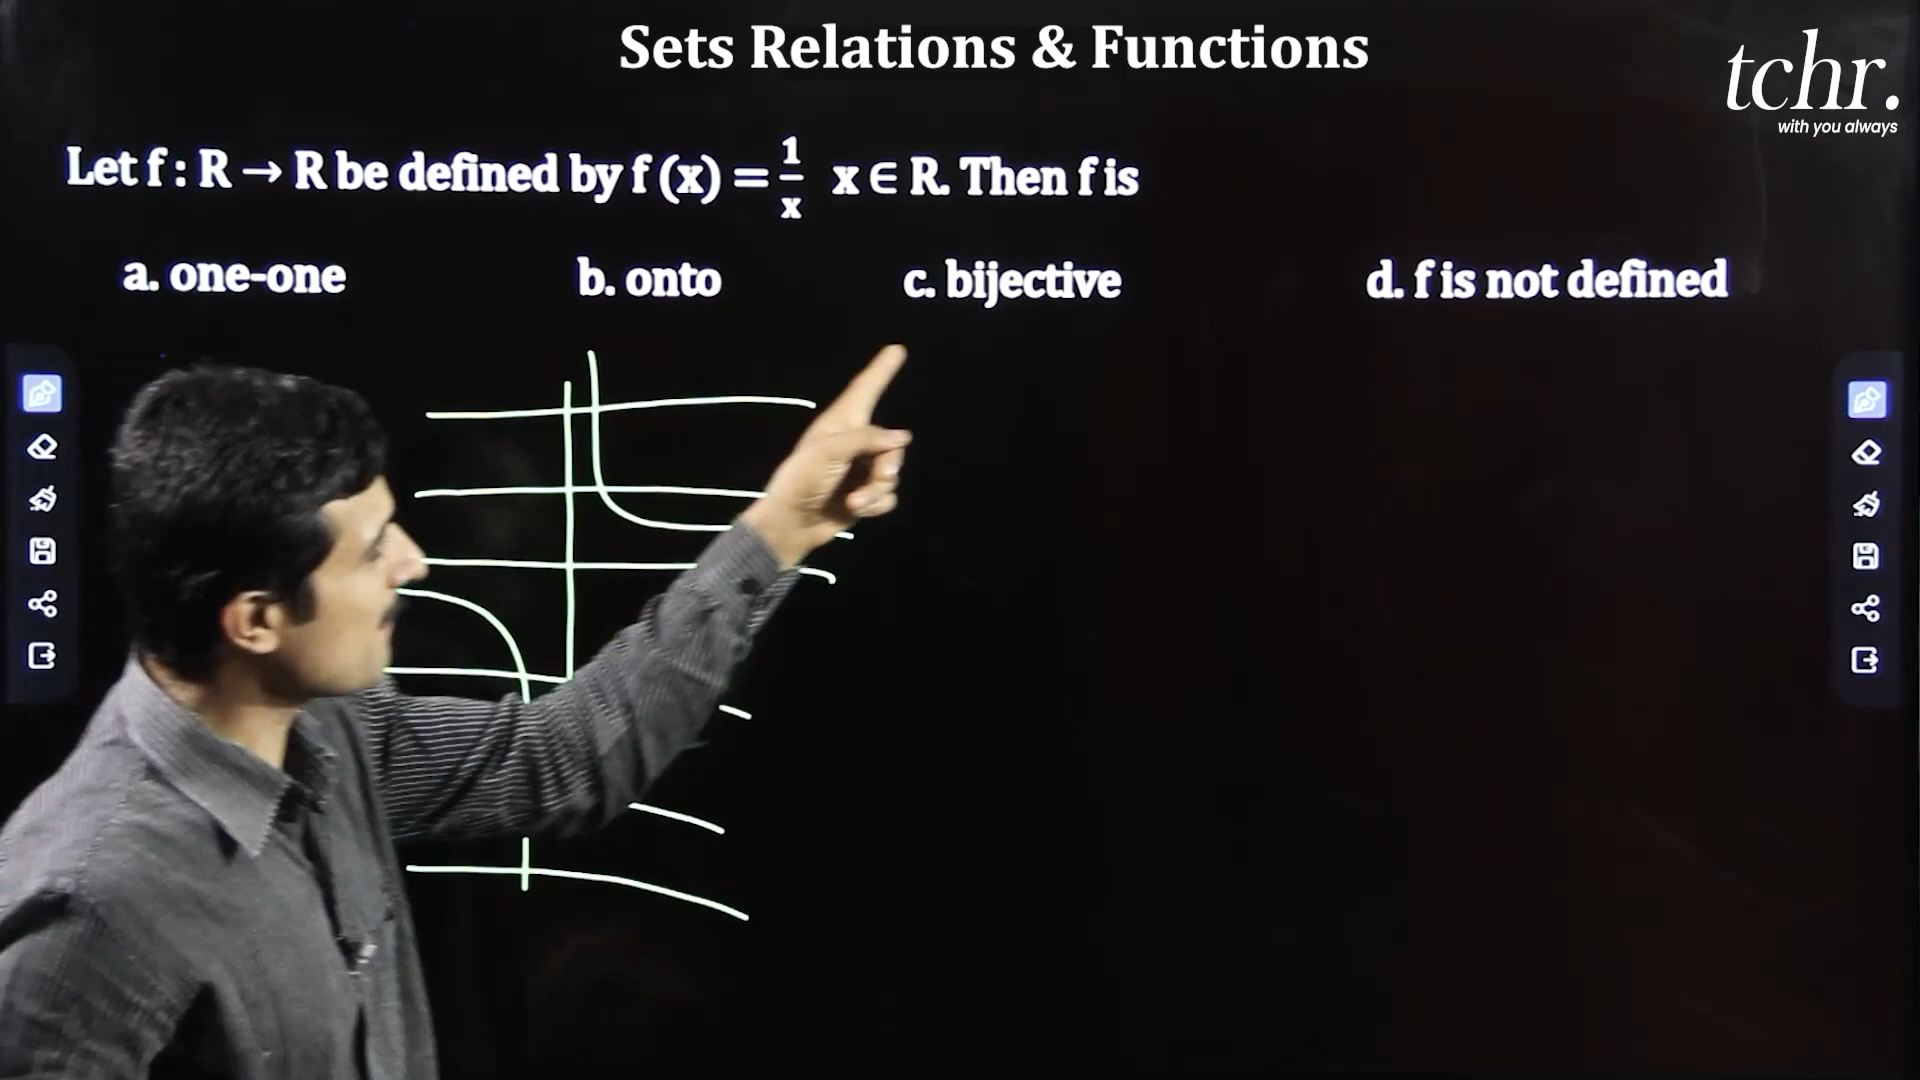 Sets Relations & Functions
tchr.
with you always
Let f : R → R be defined by f (x) = 1/x x ∈ R. Then f is
a. one-one b. onto c. bijective d. f is not defined